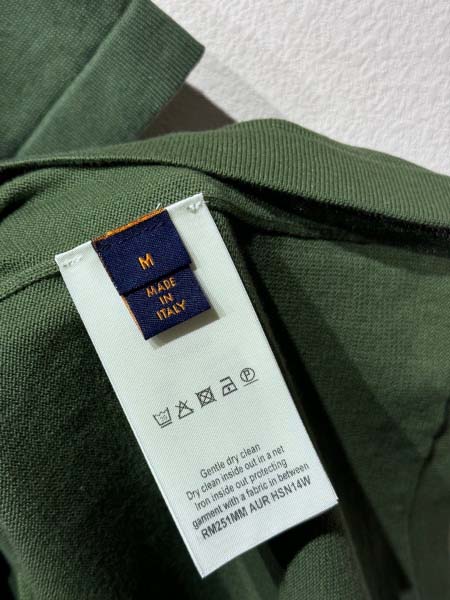 M
MADE
IN
ITALY
Gentle dry clean
Dry clean inside out in a net
Iron inside out protecting
garment with a fabric in between
RM251MM AUR HSN14W